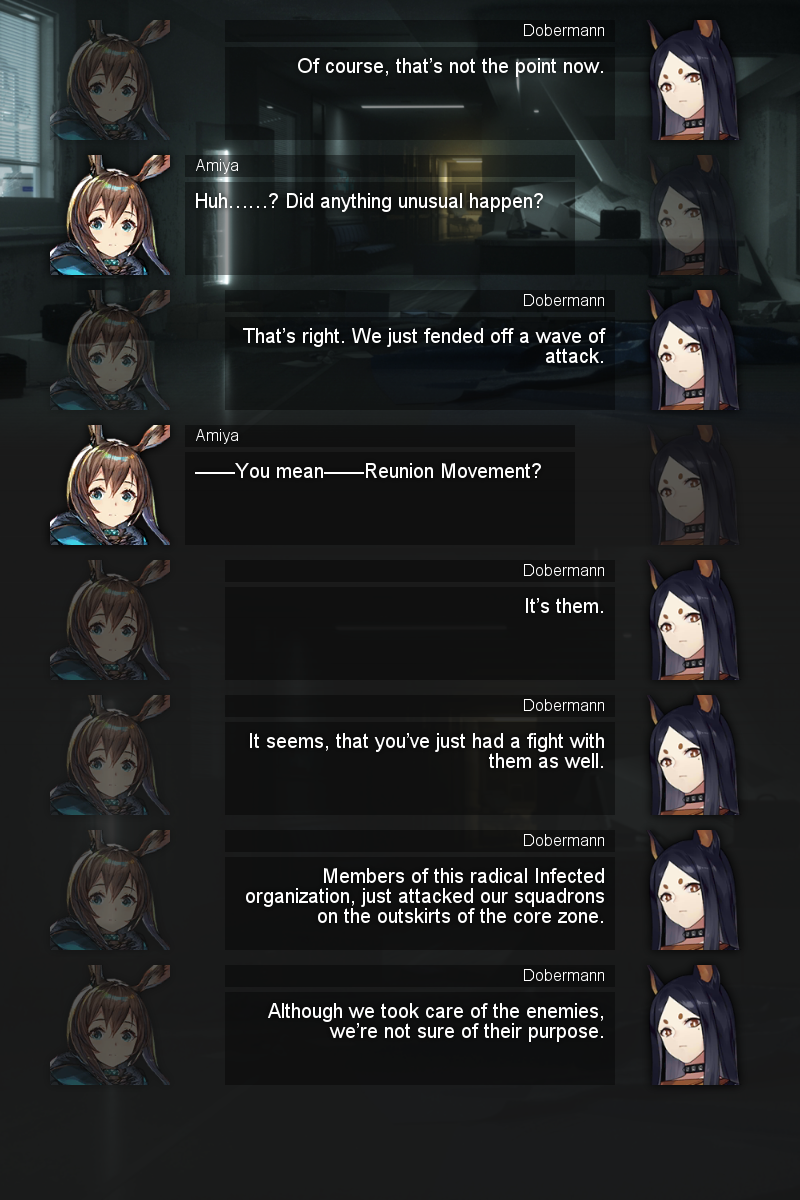 Dobermann
Of course, that's not the point now.
Amiya
Huh......? Did anything unusual happen?
Dobermann
That's right. We just fended off a wave of
attack.
Amiya
——You mean——Reunion Movement?
Dobermann
It's them.
Dobermann
It seems, that you've just had a fight with
them as well.
Dobermann
Members of this radical Infected
organization, just attacked our squadrons
on the outskirts of the core zone.
Dobermann
Although we took care of the enemies,
we're not sure of their purpose.